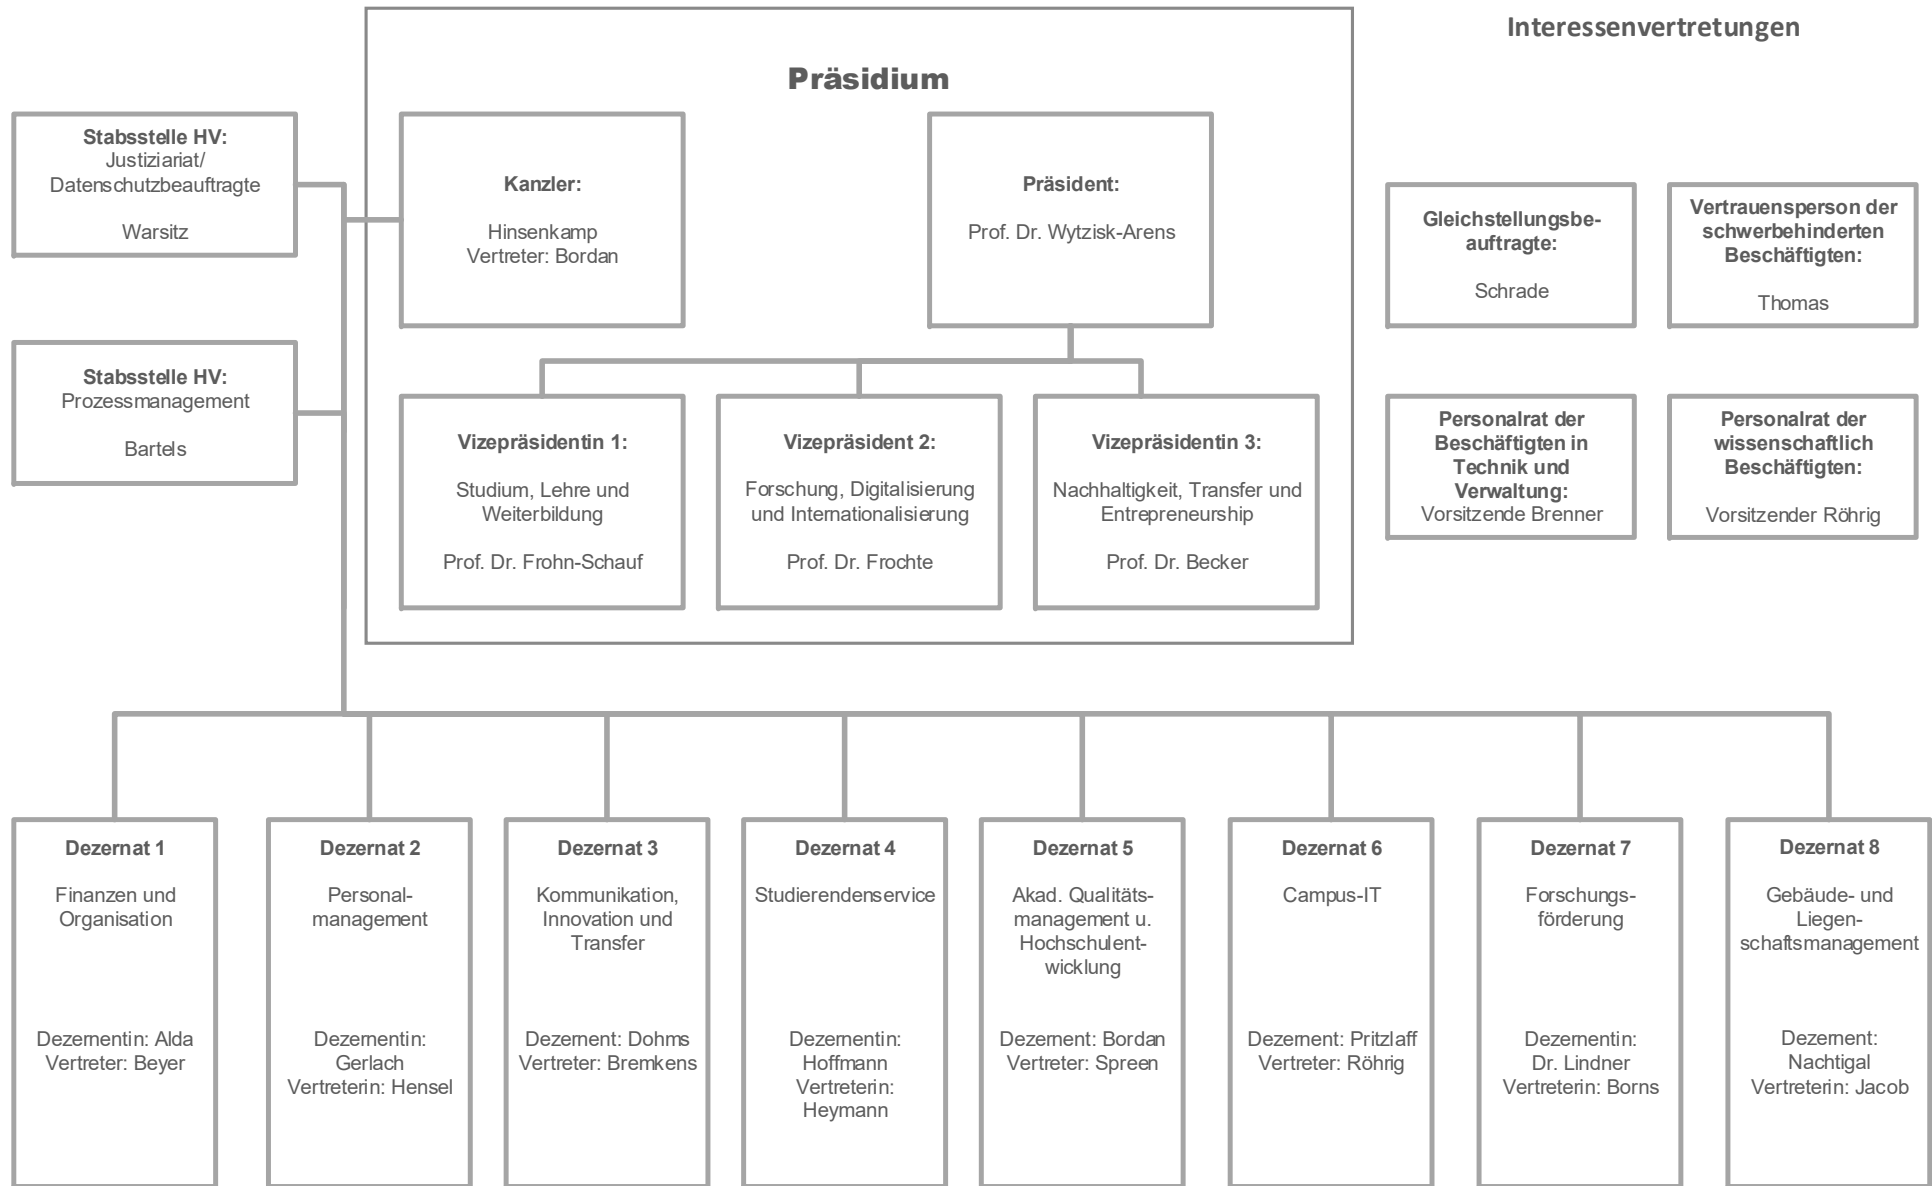 Interessenvertretungen
Präsidium
Stabsstelle HV:
Justiziariat/
Datenschutzbeauftragte
Warsitz
Kanzler:
Hinsenkamp
Vertreter: Bordan
Präsident:
Prof. Dr. Wytzisk-Arens
Gleichstellungsbe-
auftragte:
Schrade
Vertrauensperson der
schwerbehinderten
Beschäftigten:
Thomas
Stabsstelle HV:
Prozessmanagement
Bartels
Vizepräsidentin 1:
Studium, Lehre und
Weiterbildung
Prof. Dr. Frohn-Schauf
Vizepräsident 2:
Forschung, Digitalisierung
und Internationalisierung
Prof. Dr. Frochte
Vizepräsidentin 3:
Nachhaltigkeit, Transfer und
Entrepreneurship
Prof. Dr. Becker
Personalrat der
Beschäftigten in
Technik und
Verwaltung:
Vorsitzende Brenner
Personalrat der
wissenschaftlich
Beschäftigten:
Vorsitzender Röhrig
Dezernat 1
Finanzen und
Organisation
Dezernentin: Alda
Vertreter: Beyer
Dezernat 2
Personal-
management
Dezernentin:
Gerlach
Vertreterin: Hensel
Dezernat 3
Kommunikation,
Innovation und
Transfer
Dezernent: Dohms
Vertreter: Bremkens
Dezernat 4
Studierendenservice
Dezernentin:
Hoffmann
Vertreterin:
Heymann
Dezernat 5
Akad. Qualitäts-
management u.
Hochschulent-
wicklung
Dezernent: Bordan
Vertreter: Spreen
Dezernat 6
Campus-IT
Dezernent: Pritzlaff
Vertreter: Röhrig
Dezernat 7
Forschungs-
förderung
Dezernentin:
Dr. Lindner
Vertreterin: Borns
Dezernat 8
Gebäude- und
Liegen-
schaftsmanagement
Dezernent:
Nachtigal
Vertreterin: Jacob